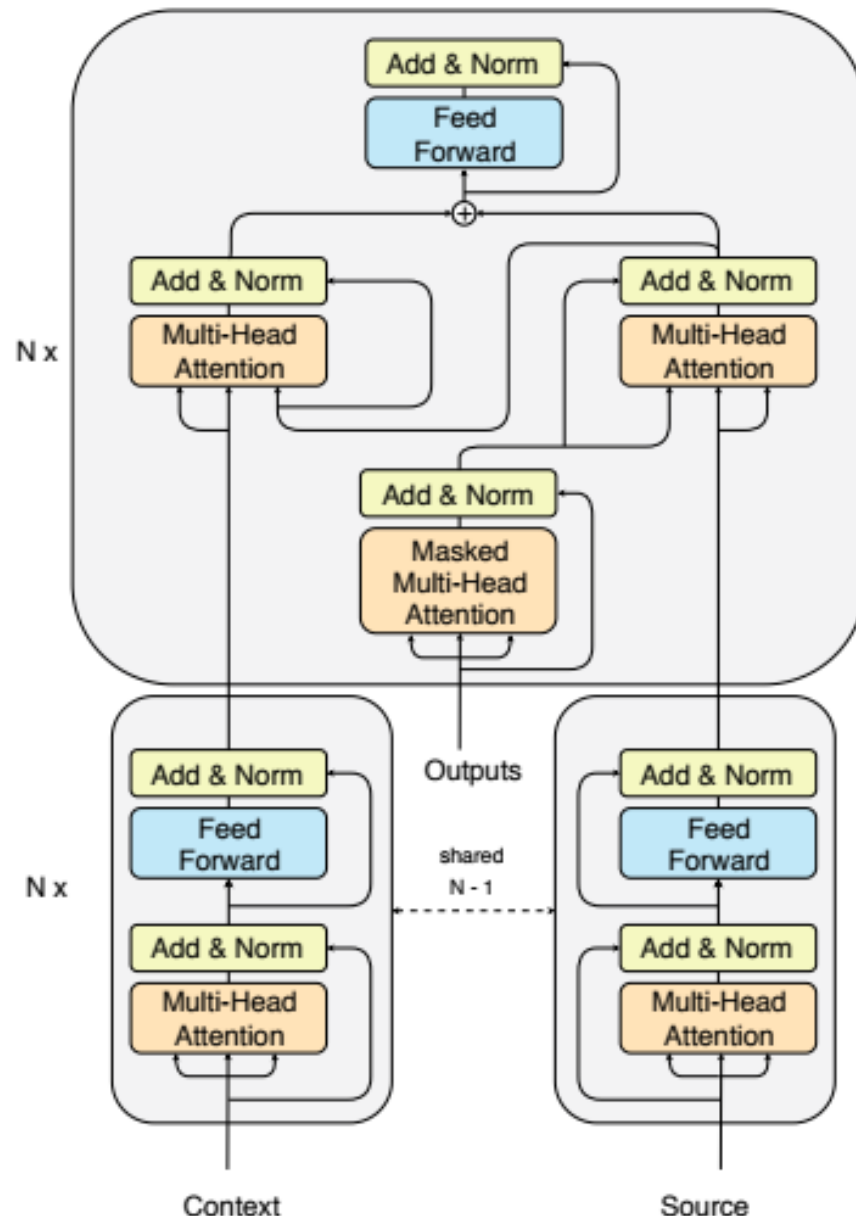 Add & Norm
Feed
Forward
Add & Norm
Multi-Head
Attention
Add & Norm
Multi-Head
Attention
N x
Add & Norm
Masked
Multi-Head
Attention
Outputs
Add & Norm
Feed
Forward
Add & Norm
Multi-Head
Attention
N x
shared
N - 1
Add & Norm
Feed
Forward
Add & Norm
Multi-Head
Attention
Context
Source